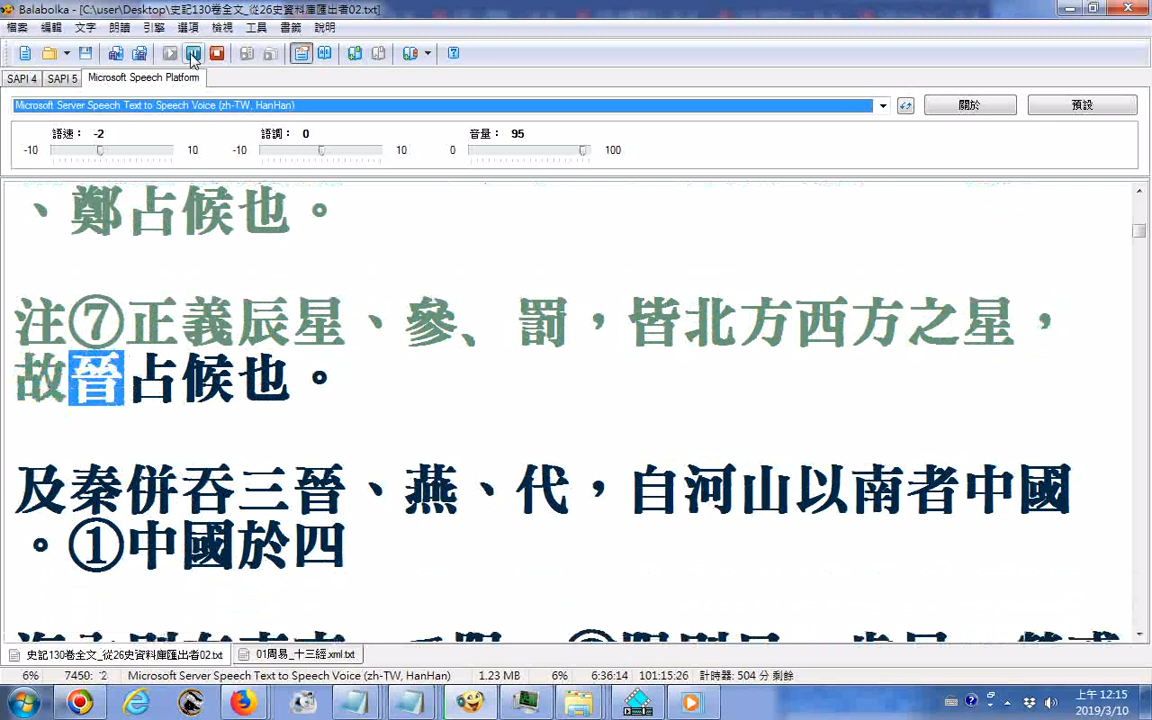 Balabolka - [C:\user\Desktop\史記130卷全文_從26史資料庫匯出者02.txt]
檔案 編輯 文字 朗讀 引擎 選項 檢視 工具 書籤 說明
SAPI 4 SAPI 5 Microsoft Speech Platform
Microsoft Server Speech Text to Speech Voice (zh-TW, HanHan) 關於 預設
語速： -2 語調： 0 音量： 95
-10 10 -10 10 0 100
、鄭占候也。
注⑦正義辰星、參、罰，皆北方西方之星，
故晉占候也。
及秦併吞三晉、燕、代，自河山以南者中國
。①中國於四
史記130卷全文_從26史資料庫匯出者02.txt 01周易_十三經.xml.txt
6% 7450: '2 Microsoft Server Speech Text to Speech Voice (zh-TW, HanHan) 1.23 MB 6% 6:36:14 101:15:26 計時器: 504 分 剩餘
上午 12:15
2019/3/10